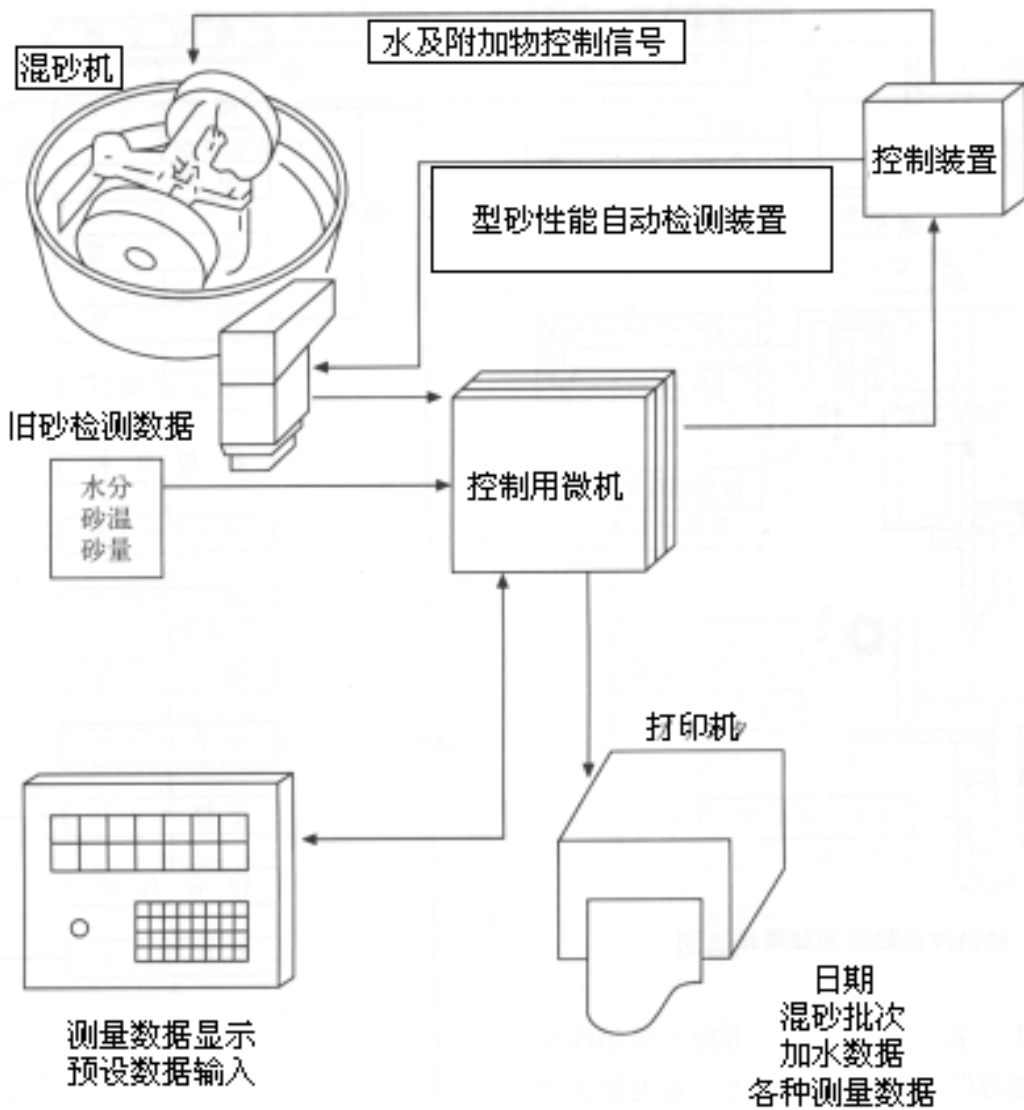 水及附加物控制信号
混砂机
控制装置
型砂性能自动检测装置
旧砂检测数据
水分
砂温
砂量
控制用微机
打印机
测量数据显示
预设数据输入
日期
混砂批次
加水数据
各种测量数据